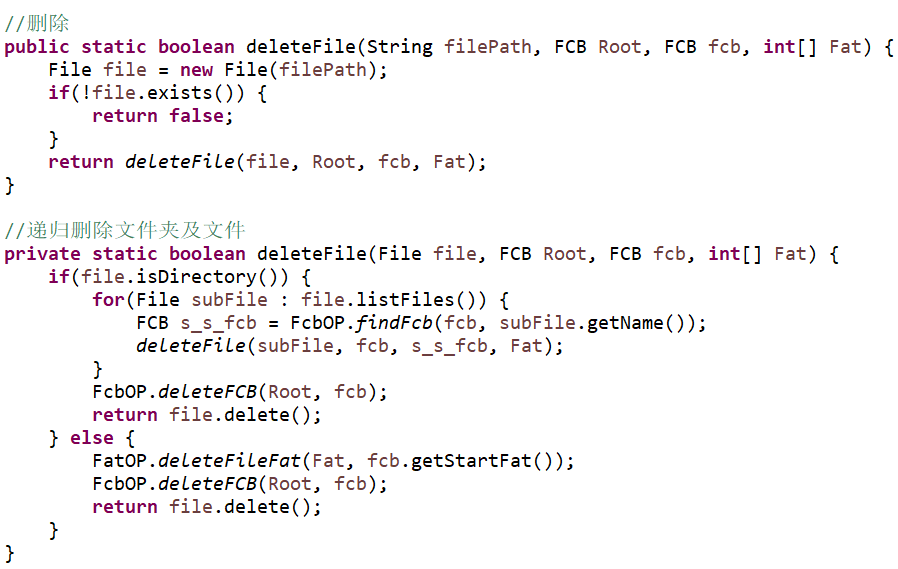 //删除
public static boolean deleteFile(String filePath, FCB Root, FCB fcb, int[] Fat) {
    File file = new File(filePath);
    if(!file.exists()) {
        return false;
    }
    return deleteFile(file, Root, fcb, Fat);
}

//递归删除文件夹及文件
private static boolean deleteFile(File file, FCB Root, FCB fcb, int[] Fat) {
    if(file.isDirectory()) {
        for(File subFile : file.listFiles()) {
            FCB s_s_fcb = FcbOP.findFcb(fcb, subFile.getName());
            deleteFile(subFile, fcb, s_s_fcb, Fat);
        }
        FcbOP.deleteFCB(Root, fcb);
        return file.delete();
    } else {
        FatOP.deleteFileFat(Fat, fcb.getStartFat());
        FcbOP.deleteFCB(Root, fcb);
        return file.delete();
    }
}